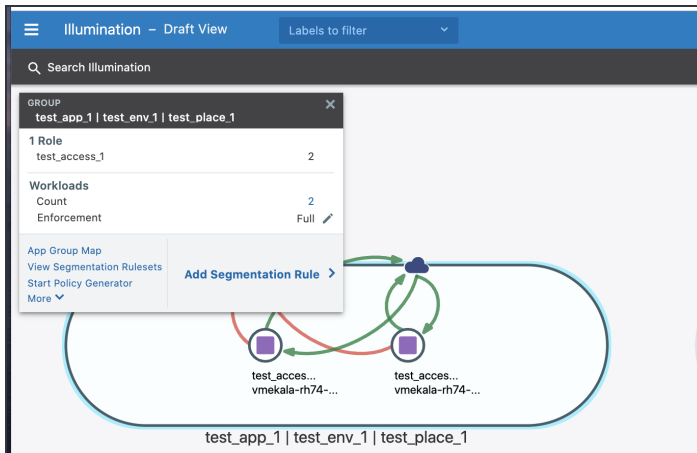 Illumination – Draft View
Labels to filter
Search Illumination
GROUP
test_app_1 | test_env_1 | test_place_1
1 Role
test_access_1 2
Workloads
Count 2
Enforcement Full
App Group Map
View Segmentation Rulesets
Start Policy Generator
More
Add Segmentation Rule
test_acces...
vmekala-rh74-...
test_acces...
vmekala-rh74-...
test_app_1 | test_env_1 | test_place_1